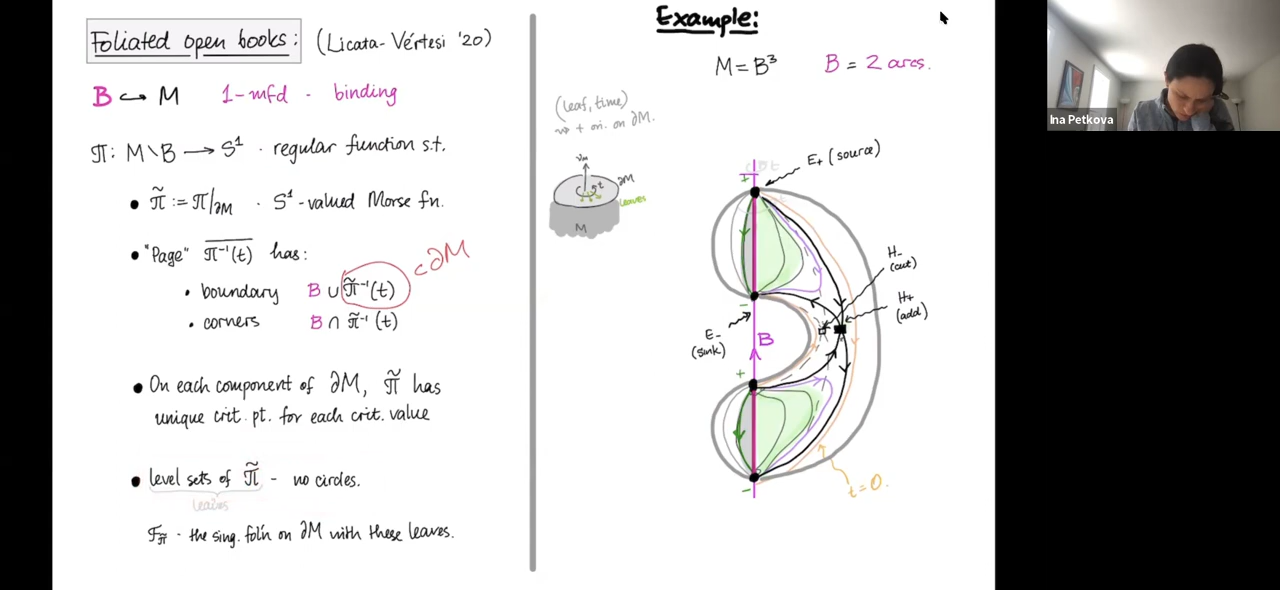 Foliated open books: (Licata-Vértesi '20)
B ↪ M 1-mfd - binding
π: M \ B → S¹ · regular function s.t.
• π̃ := π|∂M · S¹-valued Morse fn.
• "Page" π⁻¹(t) has:
• boundary B ∪ π̃⁻¹(t) ⊂ ∂M
• corners B ∩ π̃⁻¹(t)
• On each component of ∂M, π̃ has
unique crit. pt. for each crit. value
• level sets of π̃ - no circles.
leaves
F_π̃ - the sing. fol'n on ∂M with these leaves.
Example:
M = B³ B = 2 arcs.
(leaf, time)
+ ori. on ∂M.
t
∂M
leaves
M
E+ (source)
+
H-
(cut)
H+
(add)
-
E-
(sink)
B
+
-
t=0.
Ina Petkova